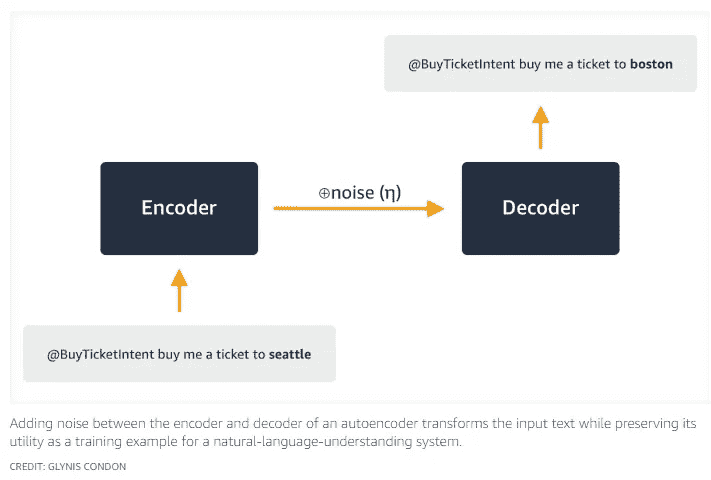 @BuyTicketIntent buy me a ticket to boston
Encoder
⊕noise (η)
Decoder
@BuyTicketIntent buy me a ticket to seattle
Adding noise between the encoder and decoder of an autoencoder transforms the input text while preserving its
utility as a training example for a natural-language-understanding system.
CREDIT: GLYNIS CONDON